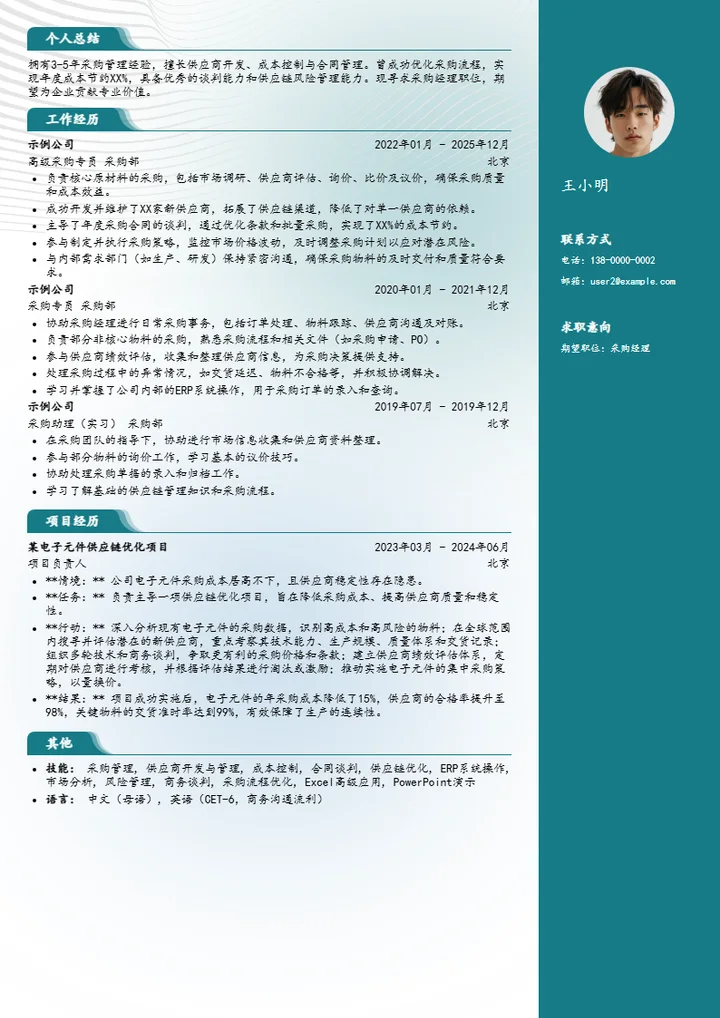 个人总结
拥有3-5年采购管理经验，擅长供应商开发、成本控制与合同管理。曾成功优化采购流程，实
现年度成本节约XX%，具备优秀的谈判能力和供应链风险管理能力。现寻求采购经理职位，期
望为企业贡献专业价值。
工作经历
示例公司 2022年01月 - 2025年12月
高级采购专员 采购部 北京
• 负责核心原材料的采购，包括市场调研、供应商评估、询价、比价及议价，确保采购质量
和成本效益。
• 成功开发并维护了XX家新供应商，拓展了供应链渠道，降低了对单一供应商的依赖。
• 主导了年度采购合同的谈判，通过优化条款和批量采购，实现了XX%的成本节约。
• 参与制定并执行采购策略，监控市场价格波动，及时调整采购计划以应对潜在风险。
• 与内部需求部门（如生产、研发）保持紧密沟通，确保采购物料的及时交付和质量符合要
求。
示例公司 2020年01月 - 2021年12月
采购专员 采购部 北京
• 协助采购经理进行日常采购事务，包括订单处理、物料跟踪、供应商沟通及对账。
• 负责部分非核心物料的采购，熟悉采购流程和相关文件（如采购申请、PO）。
• 参与供应商绩效评估，收集和整理供应商信息，为采购决策提供支持。
• 处理采购过程中的异常情况，如交货延迟、物料不合格等，并积极协调解决。
• 学习并掌握了公司内部的ERP系统操作，用于采购订单的录入和查询。
示例公司 2019年07月 - 2019年12月
采购助理（实习） 采购部 北京
• 在采购团队的指导下，协助进行市场信息收集和供应商资料整理。
• 参与部分物料的询价工作，学习基本的议价技巧。
• 协助处理采购单据的录入和归档工作。
• 学习了解基础的供应链管理知识和采购流程。
项目经历
某电子元件供应链优化项目 2023年03月 - 2024年06月
项目负责人 北京
• **情境：** 公司电子元件采购成本居高不下，且供应商稳定性存在隐患。
• **任务：** 负责主导一项供应链优化项目，旨在降低采购成本、提高供应商质量和稳定
性。
• **行动：** 深入分析现有电子元件的采购数据，识别高成本和高风险的物料；在全球范围
内搜寻并评估潜在的新供应商，重点考察其技术能力、生产规模、质量体系和交货记录；
组织多轮技术和商务谈判，争取更有利的采购价格和条款；建立供应商绩效评估体系，定
期对供应商进行考核，并根据评估结果进行淘汰或激励；推动实施电子元件的集中采购策
略，以量换价。
• **结果：** 项目成功实施后，电子元件的年采购成本降低了15%，供应商的合格率提升至
98%，关键物料的交货准时率达到99%，有效保障了生产的连续性。
其他
• 技能： 采购管理，供应商开发与管理，成本控制，合同谈判，供应链优化，ERP系统操作，
市场分析，风险管理，商务谈判，采购流程优化，Excel高级应用，PowerPoint演示
• 语言： 中文（母语），英语（CET-6，商务沟通流利）
王小明
联系方式
电话：138-0000-0002
邮箱：user2@example.com
求职意向
期望职位：采购经理